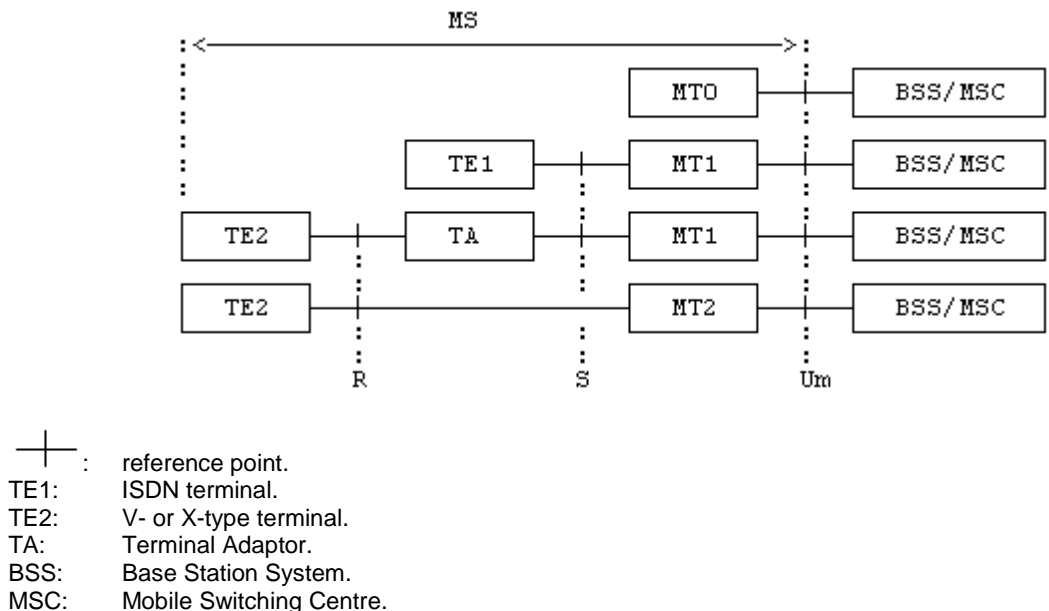 MS
MT0 BSS/MSC
TE1 MT1 BSS/MSC
TE2 TA MT1 BSS/MSC
TE2 MT2 BSS/MSC
R S Um
: reference point.
TE1: ISDN terminal.
TE2: V- or X-type terminal.
TA: Terminal Adaptor.
BSS: Base Station System.
MSC: Mobile Switching Centre.